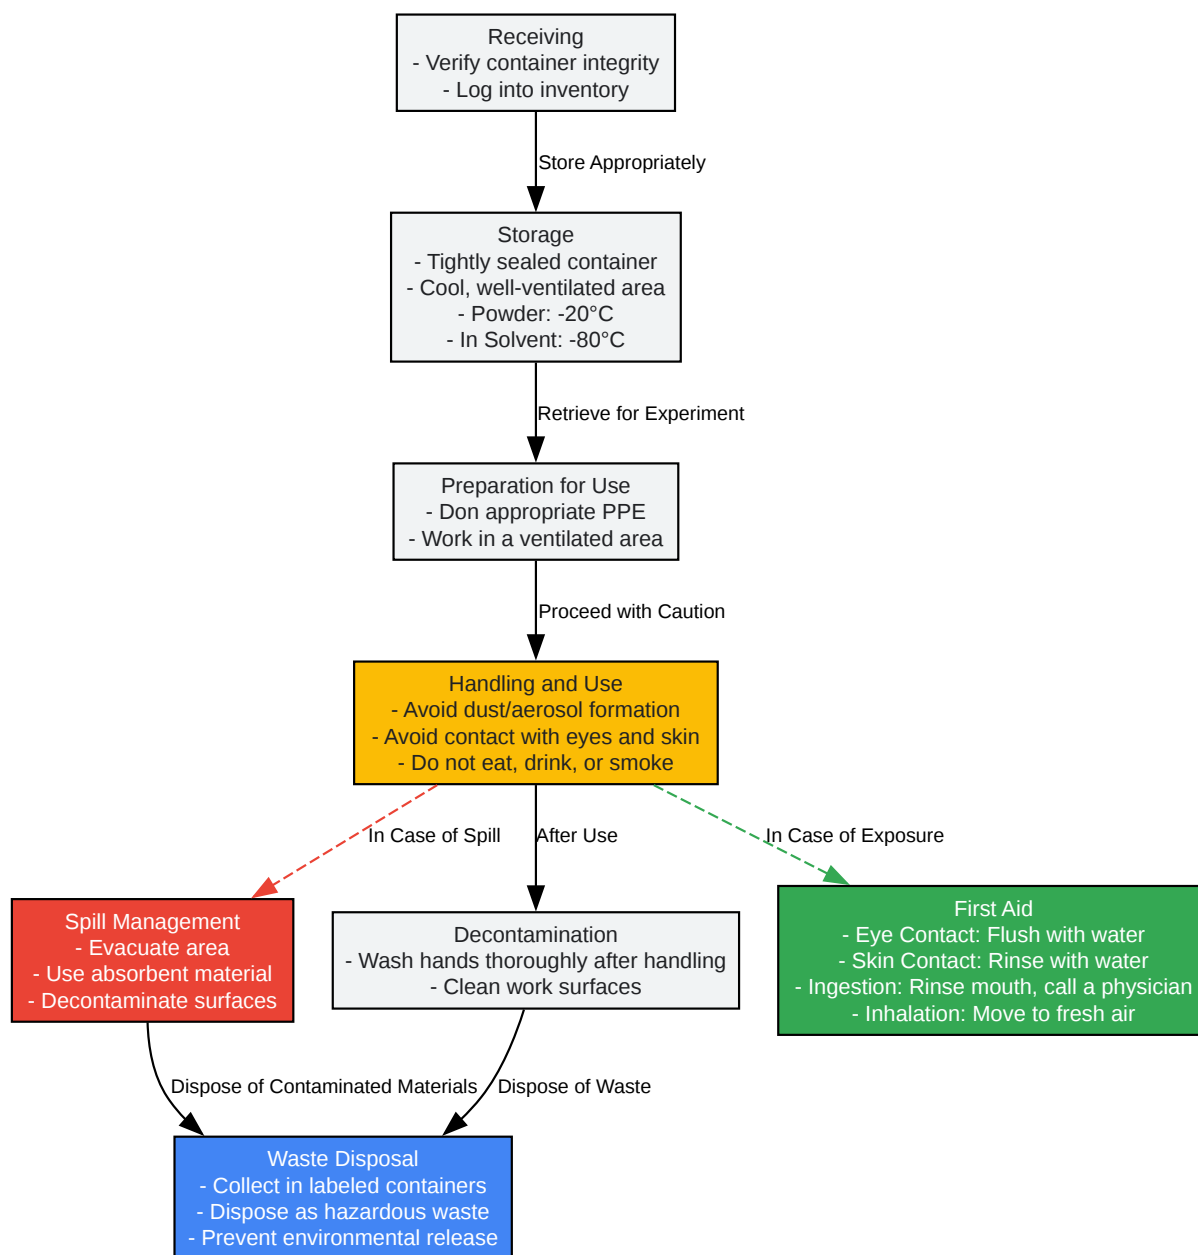 Receiving
- Verify container integrity
- Log into inventory
Store Appropriately
Storage
- Tightly sealed container
- Cool, well-ventilated area
- Powder: -20°C
- In Solvent: -80°C
Retrieve for Experiment
Preparation for Use
- Don appropriate PPE
- Work in a ventilated area
Proceed with Caution
Handling and Use
- Avoid dust/aerosol formation
- Avoid contact with eyes and skin
- Do not eat, drink, or smoke
In Case of Spill
After Use
In Case of Exposure
Spill Management
- Evacuate area
- Use absorbent material
- Decontaminate surfaces
Decontamination
- Wash hands thoroughly after handling
- Clean work surfaces
First Aid
- Eye Contact: Flush with water
- Skin Contact: Rinse with water
- Ingestion: Rinse mouth, call a physician
- Inhalation: Move to fresh air
Dispose of Contaminated Materials
Dispose of Waste
Waste Disposal
- Collect in labeled containers
- Dispose as hazardous waste
- Prevent environmental release